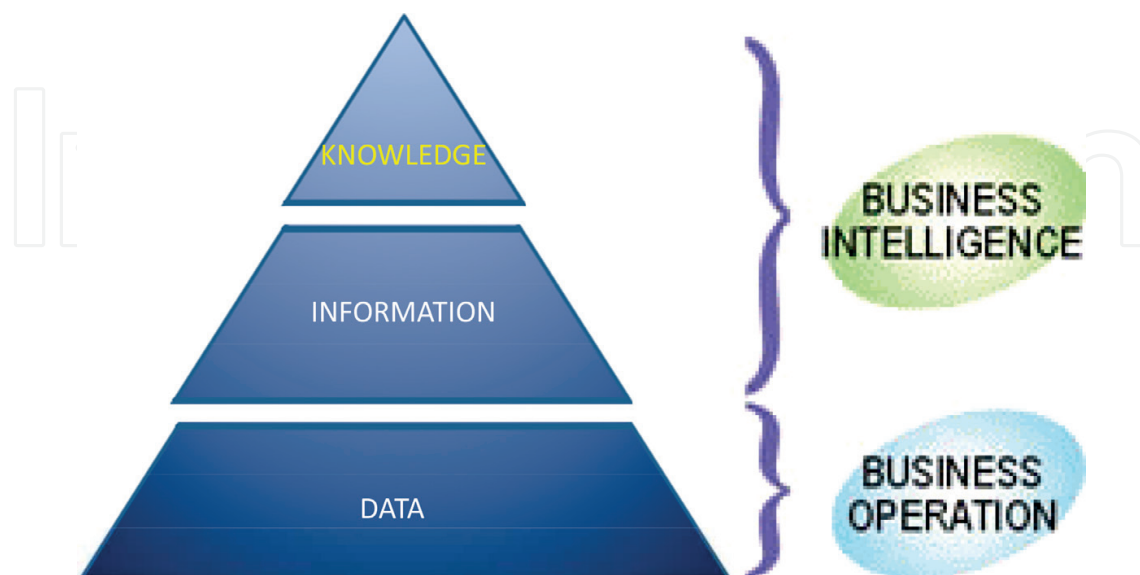 KNOWLEDGE
INFORMATION
DATA
BUSINESS
INTELLIGENCE
BUSINESS
OPERATION